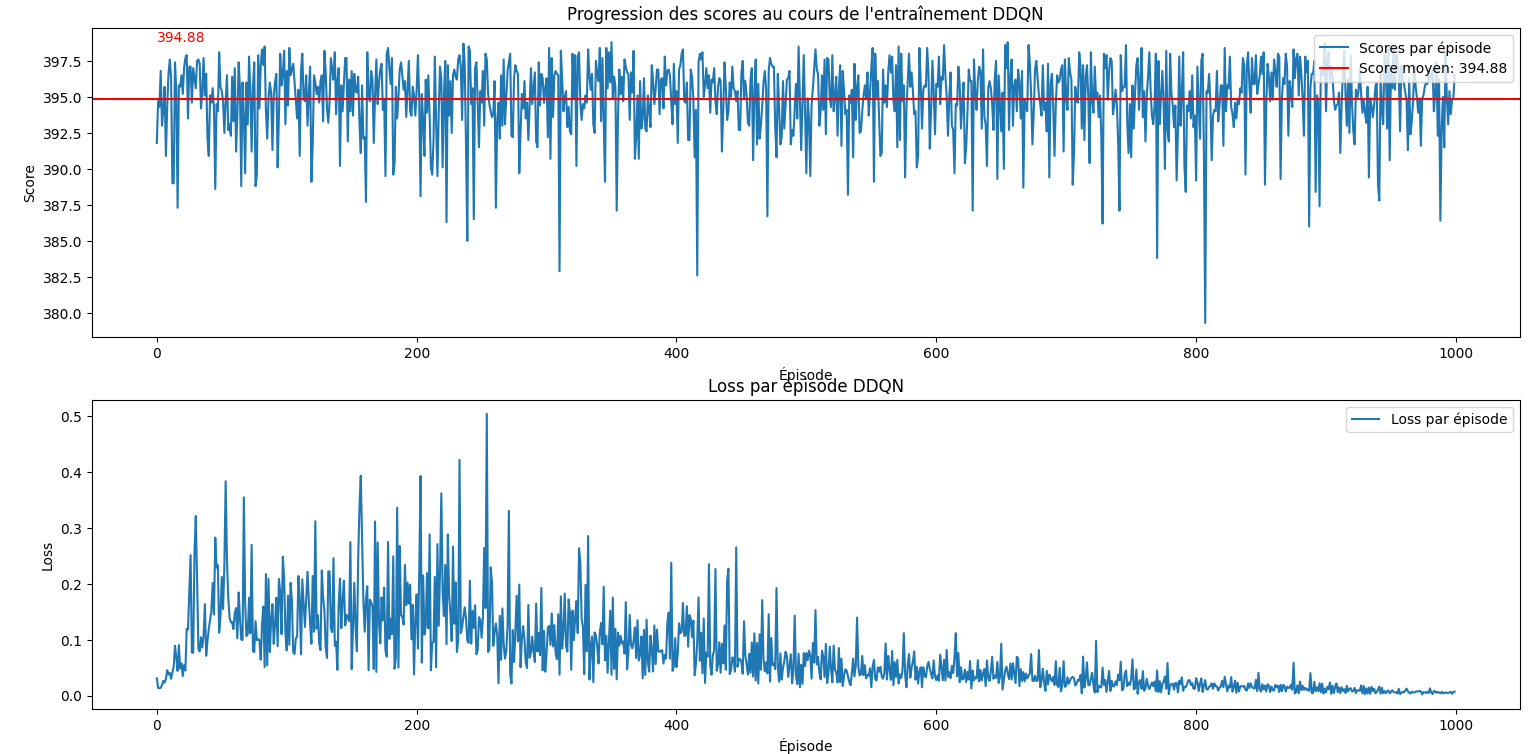 Progression des scores au cours de l'entraînement DDQN
394.88
Scores par épisode
Score moyen: 394.88
Score
397.5
395.0
392.5
390.0
387.5
385.0
382.5
380.0
0 200 400 600 800 1000
Épisode
Loss par épisode DDQN
Loss par épisode
Loss
0.5
0.4
0.3
0.2
0.1
0.0
0 200 400 600 800 1000
Épisode